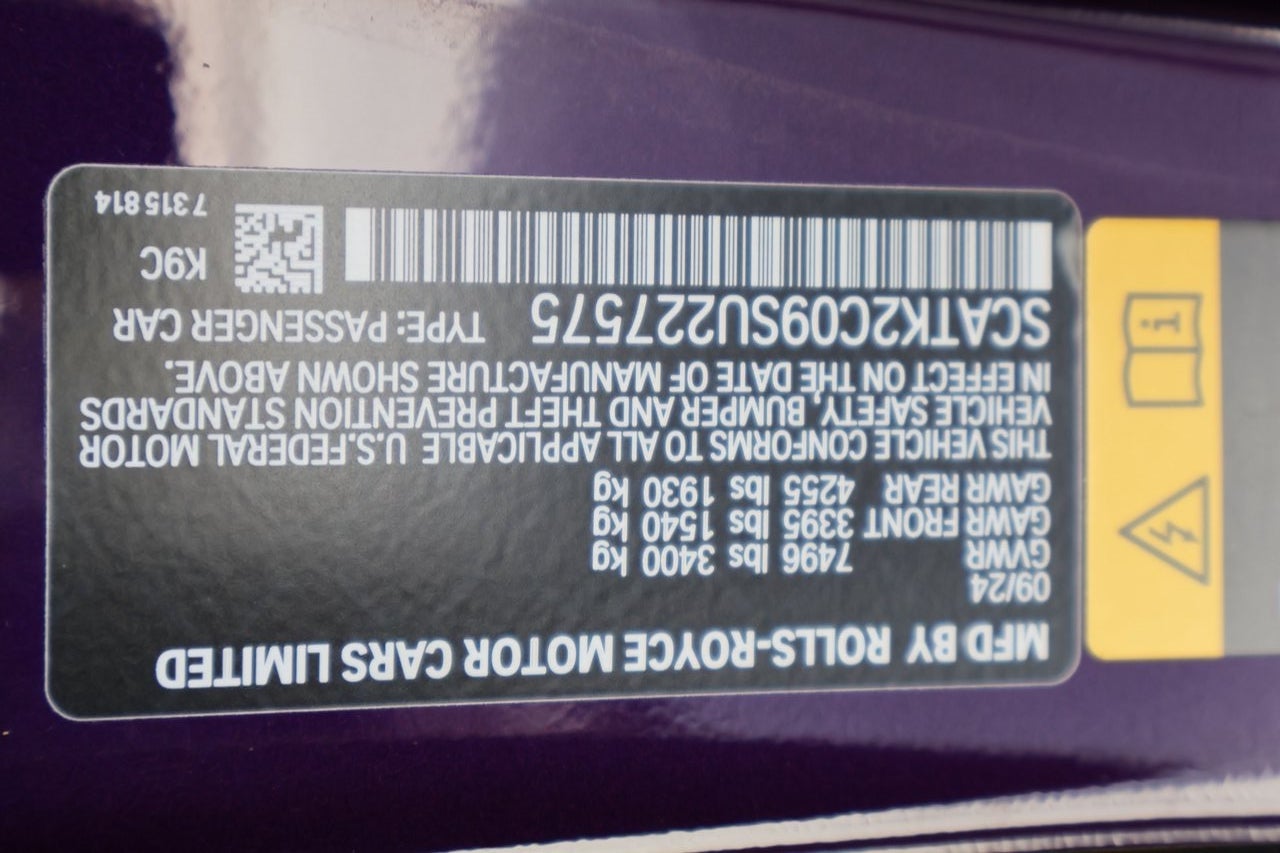 MFD BY ROLLS-ROYCE MOTOR CARS LIMITED
09/24
GVWR 7496 lbs 3400 kg
GAWR FRONT 3395 lbs 1540 kg
GAWR REAR 4255 lbs 1930 kg
THIS VEHICLE CONFORMS TO ALL APPLICABLE U.S.FEDERAL MOTOR
VEHICLE SAFETY, BUMPER AND THEFT PREVENTION STANDARDS
IN EFFECT ON THE DATE OF MANUFACTURE SHOWN ABOVE.
SCATK2C09SU227575 TYPE: PASSENGER CAR
K9C
7315814